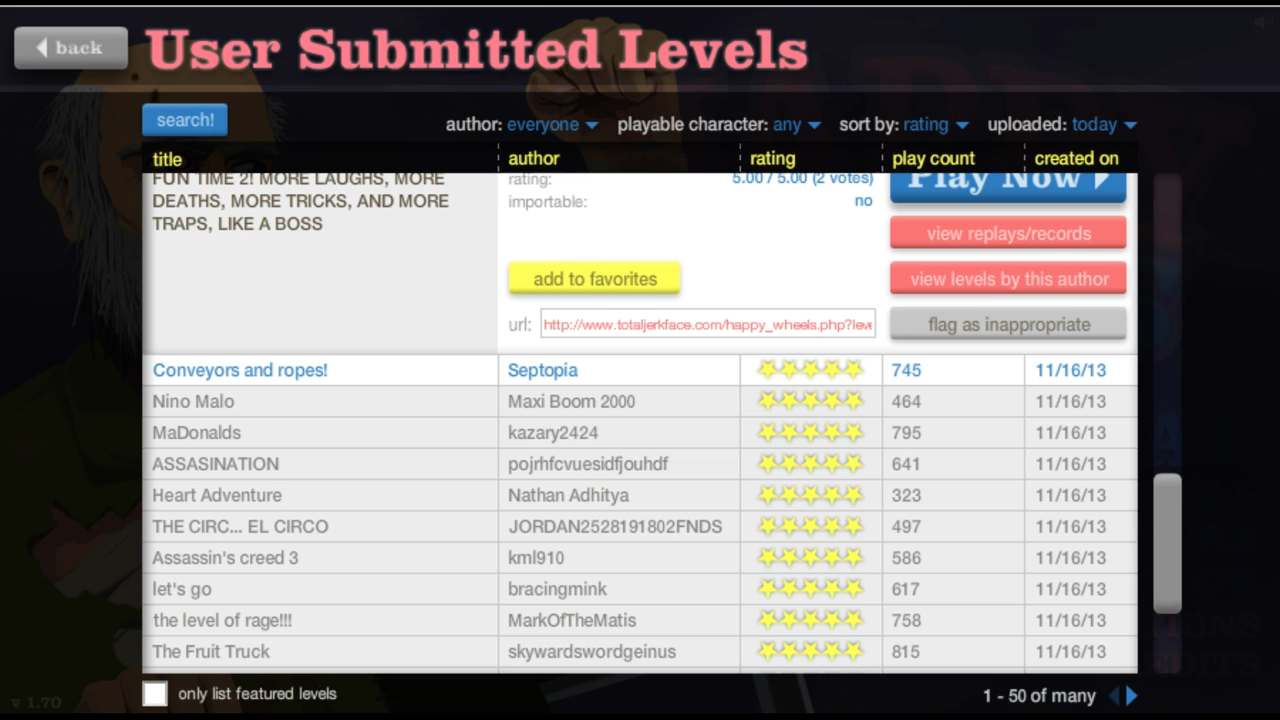 back
User Submitted Levels
search!
author: everyone playable character: any sort by: rating uploaded: today
title author rating play count created on
FUN TIME 2! MORE LAUGHS, MORE
DEATHS, MORE TRICKS, AND MORE
TRAPS, LIKE A BOSS
rating: 5.00 / 5.00 (2 votes)
importable: no
add to favorites
url: http://www.totaljerkface.com/happy_wheels.php?leve
Play Now
view replays/records
view levels by this author
flag as inappropriate
Conveyors and ropes! Septopia 745 11/16/13
Nino Malo Maxi Boom 2000 464 11/16/13
MaDonalds kazary2424 795 11/16/13
ASSASINATION pojrhfcvuesidfjouhdf 641 11/16/13
Heart Adventure Nathan Adhitya 323 11/16/13
THE CIRC... EL CIRCO JORDAN2528191802FNDS 497 11/16/13
Assassin's creed 3 kml910 586 11/16/13
let's go bracingmink 617 11/16/13
the level of rage!!! MarkOfTheMatis 758 11/16/13
The Fruit Truck skywardswordgeinus 815 11/16/13
only list featured levels
1 - 50 of many
v 1.70